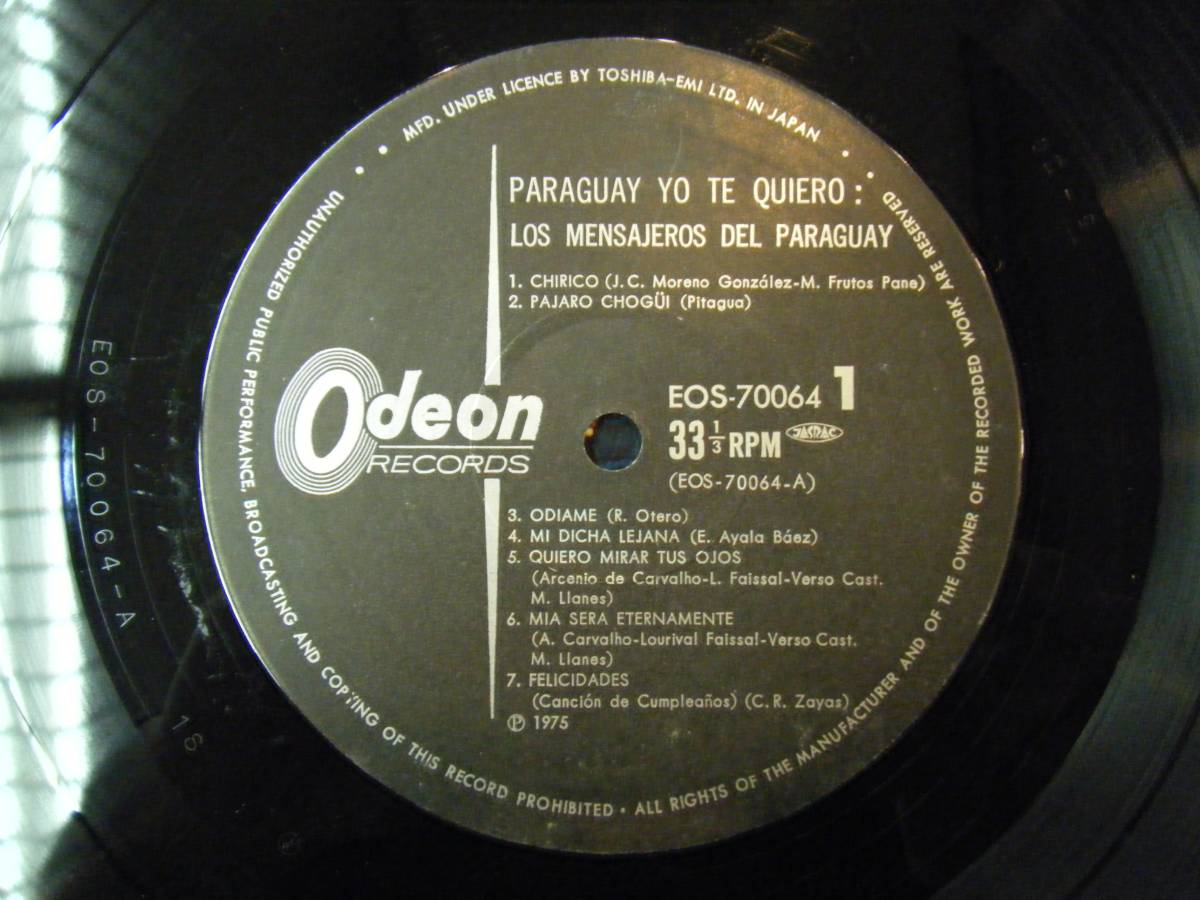 MFD. UNDER LICENCE BY TOSHIBA-EMI LTD. IN JAPAN
PARAGUAY YO TE QUIERO:
LOS MENSAJEROS DEL PARAGUAY
1. CHIRICO (J.C. Moreno González-M. Frutos Pane)
2. PAJARO CHOGÜI (Pitagua)
Odeon
RECORDS
EOS-70064 1
33 1/3 RPM JASRAC
(EOS-70064-A)
3. ODIAME (R. Otero)
4. MI DICHA LEJANA (E. Ayala Báez)
5. QUIERO MIRAR TUS OJOS
(Arcenio de Carvalho-L. Faissal-Verso Cast.
M. Llanes)
6. MIA SERA ETERNAMENTE
(A. Carvalho-Lourival Faissal-Verso Cast.
M. Llanes)
7. FELICIDADES
(Canción de Cumpleaños) (C.R. Zayas)
Ⓟ 1975
UNAUTHORIZED PUBLIC PERFORMANCE, BROADCASTING AND COPYING OF THIS RECORD PROHIBITED • ALL RIGHTS OF THE MANUFACTURER AND OF THE OWNER OF THE RECORDED WORK ARE RESERVED
EOS-70064-A